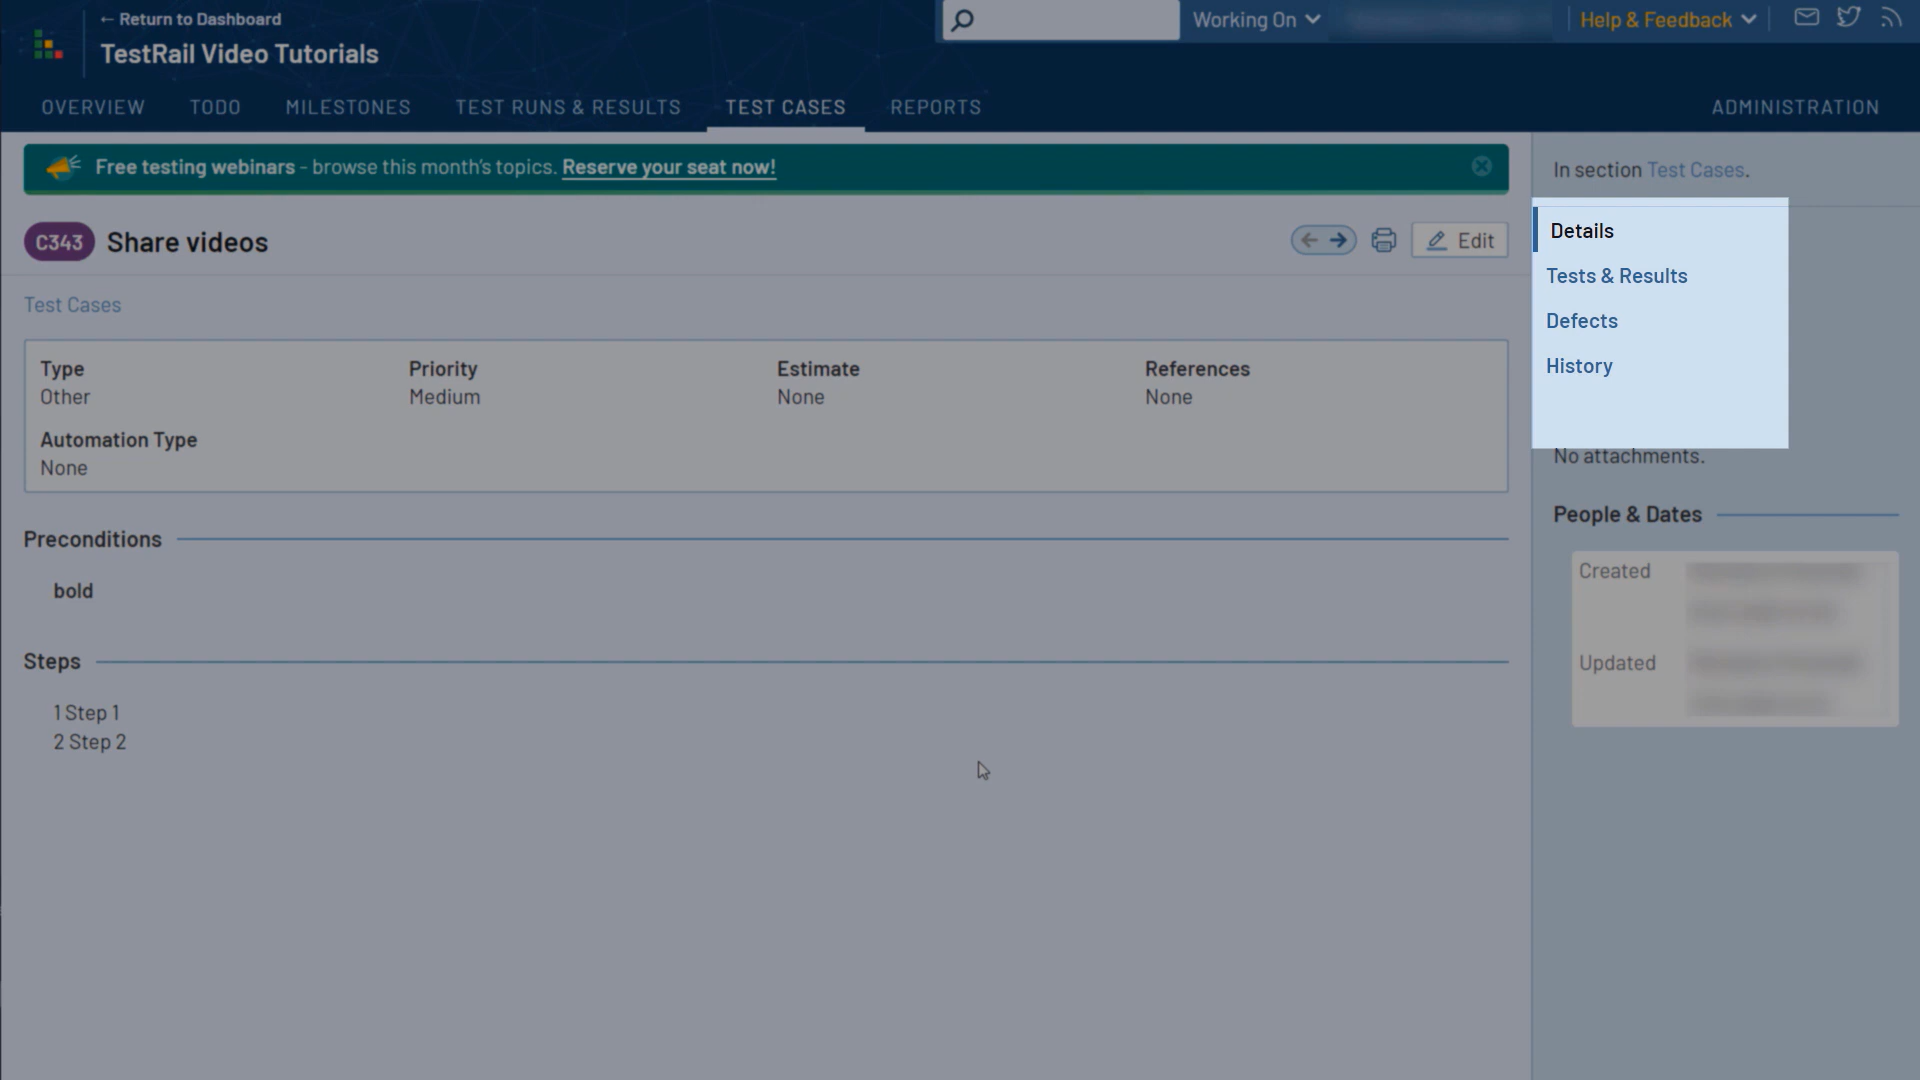 ← Return to Dashboard
TestRail Video Tutorials
Working On
Help & Feedback
OVERVIEW
TODO
MILESTONES
TEST RUNS & RESULTS
TEST CASES
REPORTS
ADMINISTRATION
Free testing webinars - browse this month's topics. Reserve your seat now!
In section Test Cases.
C343
Share videos
Edit
Details
Tests & Results
Defects
History
Test Cases
Type
Other
Priority
Medium
Estimate
None
References
None
Automation Type
None
No attachments.
Preconditions
bold
Steps
1 Step 1
2 Step 2
People & Dates
Created
Updated